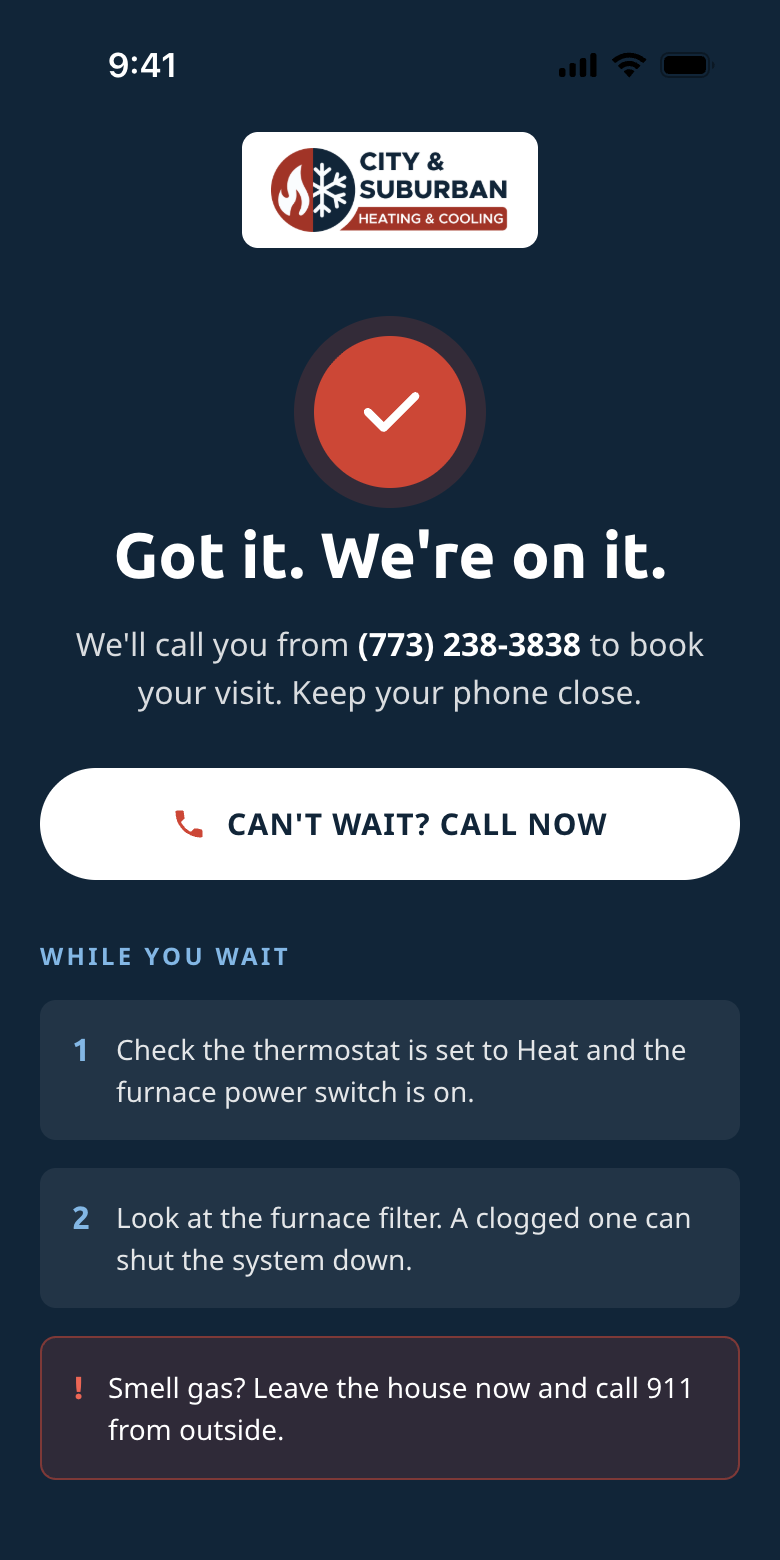 9:41
CITY &
SUBURBAN
HEATING & COOLING
Got it. We're on it.
We'll call you from (773) 238-3838 to book
your visit. Keep your phone close.
CAN'T WAIT? CALL NOW
WHILE YOU WAIT
1 Check the thermostat is set to Heat and the
furnace power switch is on.
2 Look at the furnace filter. A clogged one can
shut the system down.
! Smell gas? Leave the house now and call 911
from outside.